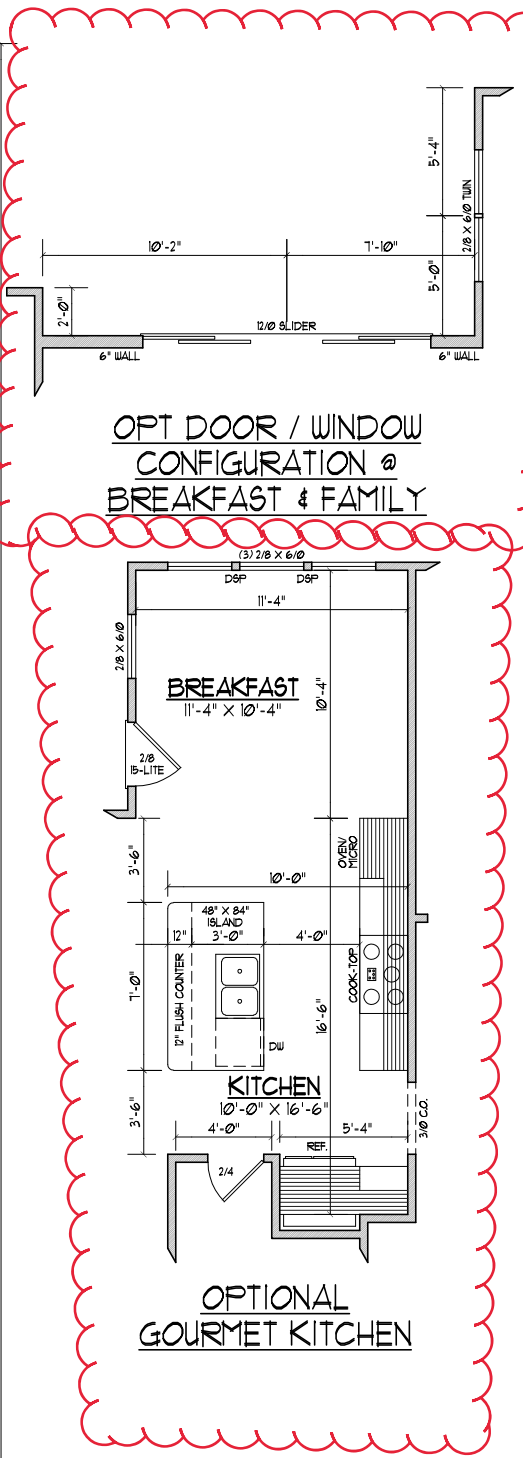 5'-4"
2/8 X 6/0 TWIN
10'-2"
7'-10"
5'-0"
2'-0"
12/0 SLIDER
6" WALL
6" WALL
OPT DOOR / WINDOW
CONFIGURATION @
BREAKFAST & FAMILY
(3) 2/8 X 6/0
DSP
DSP
11'-4"
2/8 X 6/0
BREAKFAST
11'-4" X 10'-4"
10'-4"
2/8
15-LITE
3'-6"
OVEN/
MICRO
10'-0"
48" X 84"
ISLAND
12"
3'-0"
4'-0"
7'-0"
12" FLUSH COUNTER
COOK-TOP
16'-6"
DW
KITCHEN
10'-0" X 16'-6"
3'-6"
4'-0"
5'-4"
3/0 C.O.
REF.
2/4
OPTIONAL
GOURMET KITCHEN